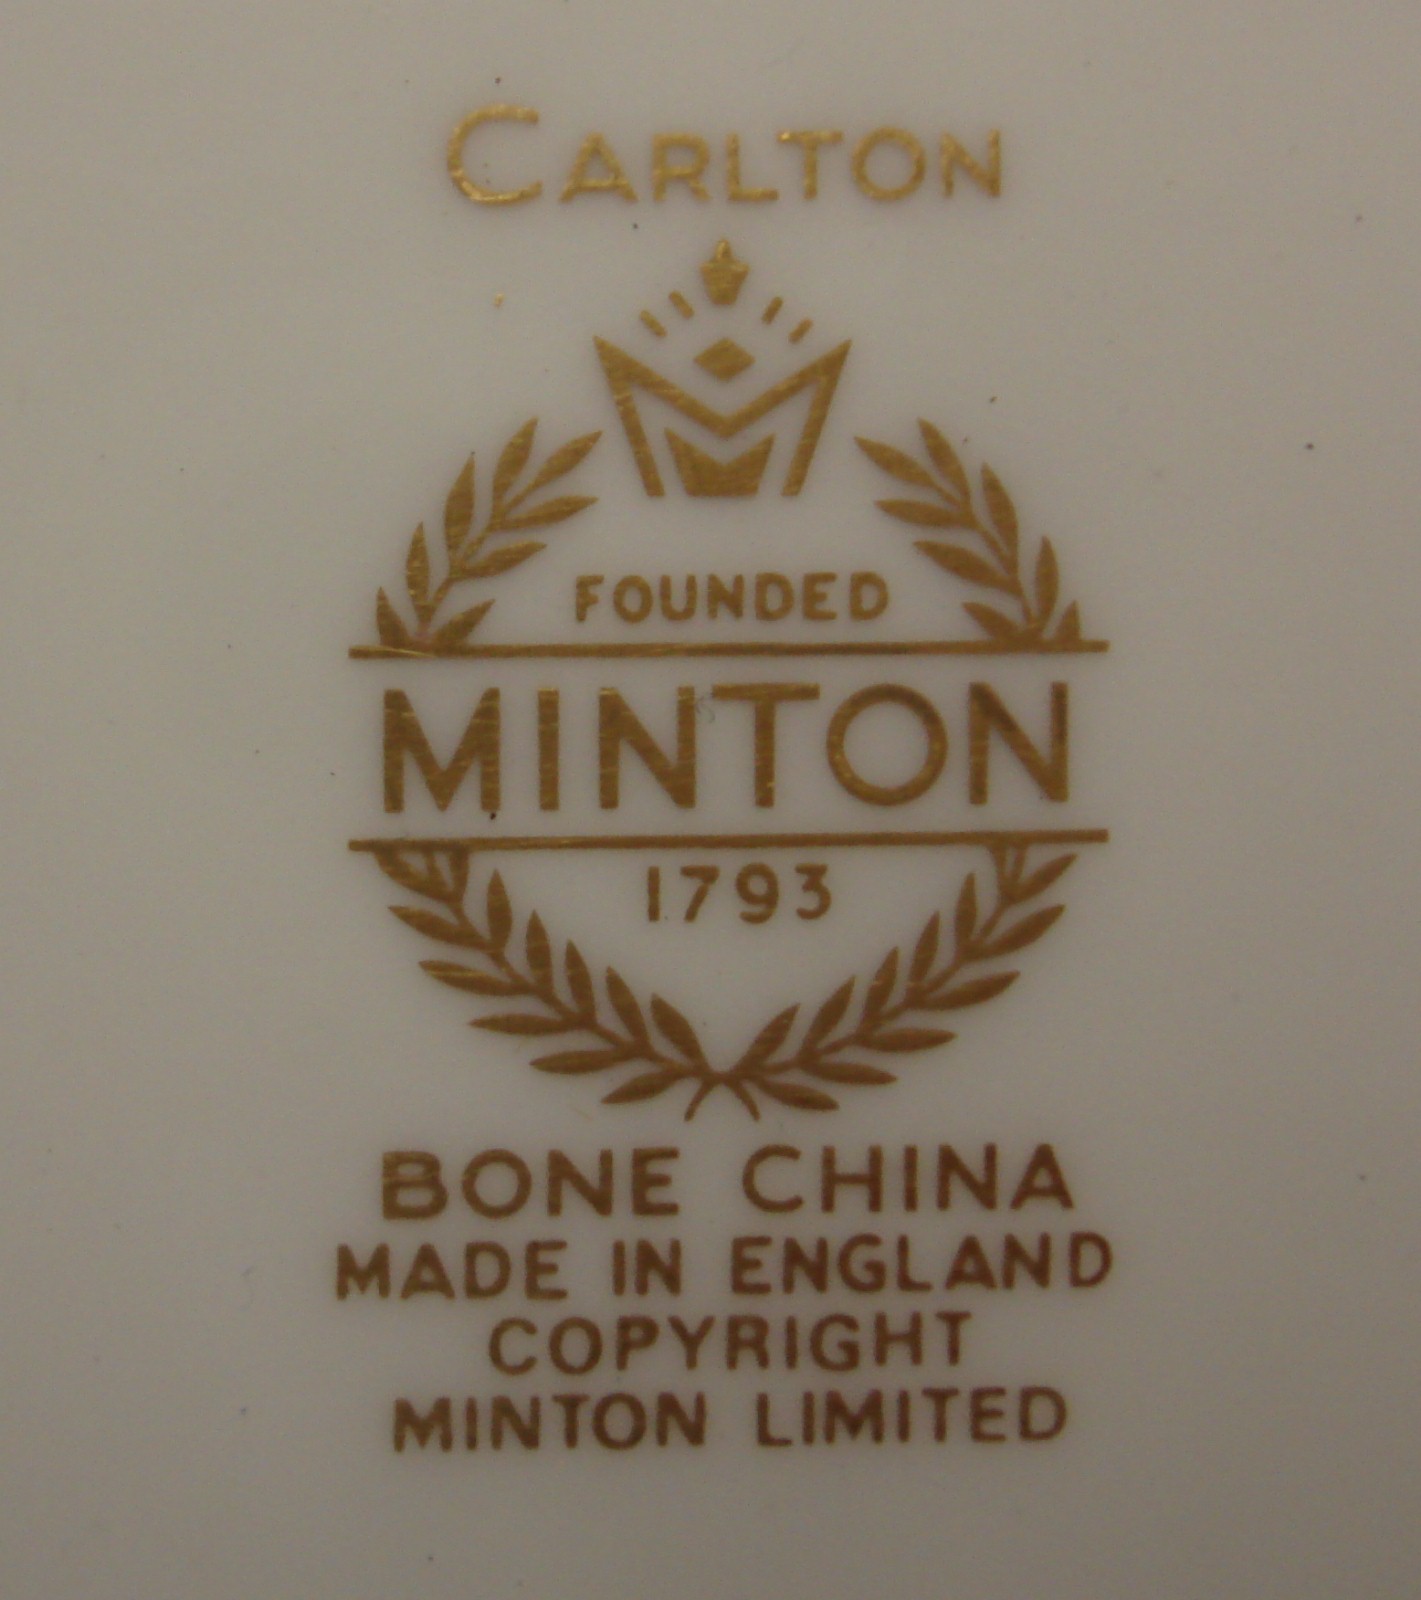 CARLTON
FOUNDED
MINTON
1793
BONE CHINA
MADE IN ENGLAND
COPYRIGHT
MINTON LIMITED